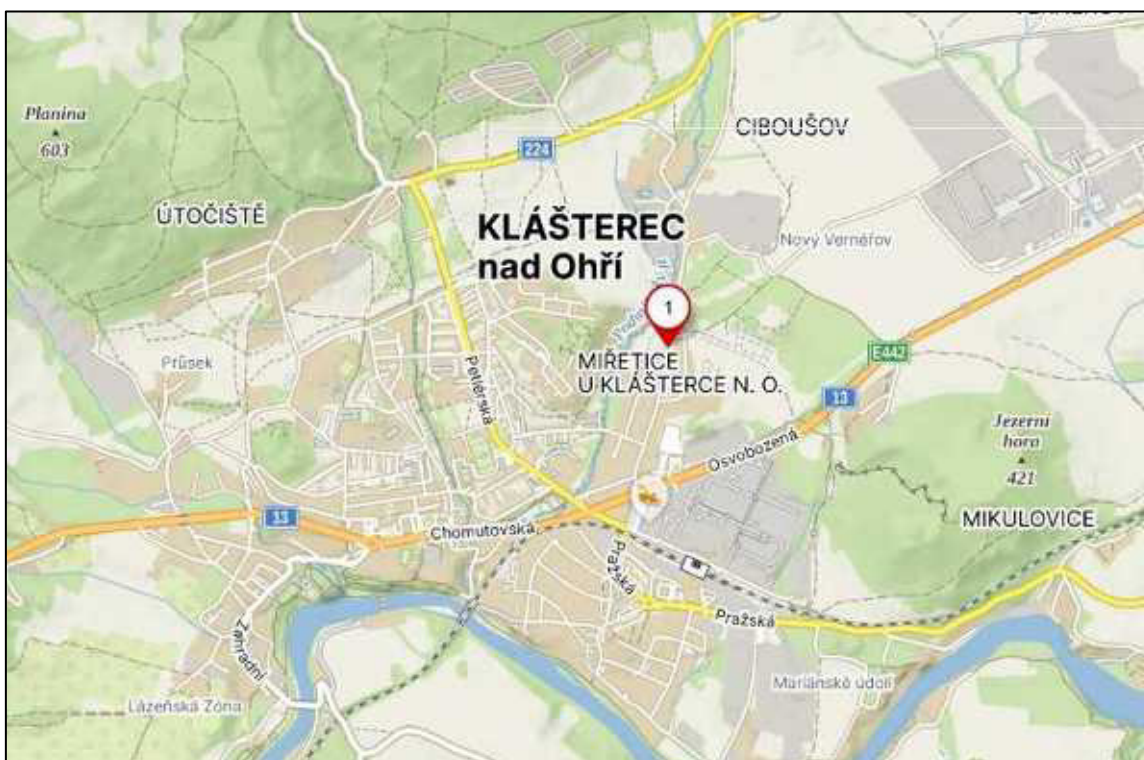 Planina
603
CIBOUŠOV
224
ÚTOČIŠTĚ
KLÁŠTEREC
nad Ohří
Nový Vernéřov
1
Průsek
Petlérská
MIŘETICE
U KLÁŠTERCE N. O.
E442
13
Jezerní
hora
421
Osvobozená
13
Chomutovská
MIKULOVICE
Pražská
Pražská
Zahradní
Mariánské údolí
Lázeňská Zóna